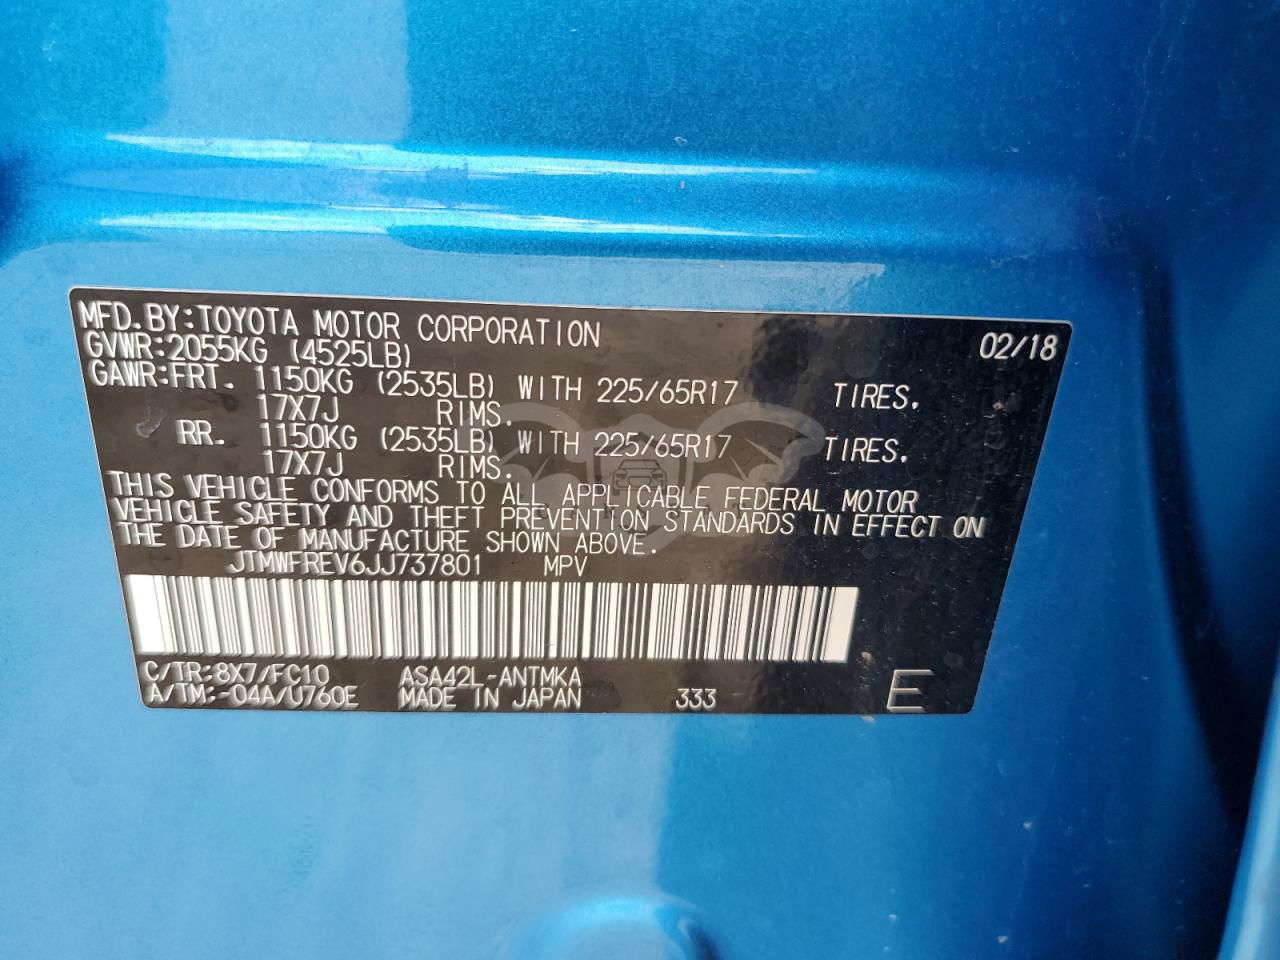 MFD.BY:TOYOTA MOTOR CORPORATION 02/18
GVWR:2055KG (4525LB)
GAWR:FRT. 1150KG (2535LB) WITH 225/65R17 TIRES.
17X7J RIMS.
RR. 1150KG (2535LB) WITH 225/65R17 TIRES.
17X7J RIMS.
THIS VEHICLE CONFORMS TO ALL APPLICABLE FEDERAL MOTOR
VEHICLE SAFETY AND THEFT PREVENTION STANDARDS IN EFFECT ON
THE DATE OF MANUFACTURE SHOWN ABOVE.
JTMWFREV6JJ737801 MPV
C/TR:8X7/FC10 ASA42L-ANTMKA
A/TM:-04A/U760E MADE IN JAPAN 333 E